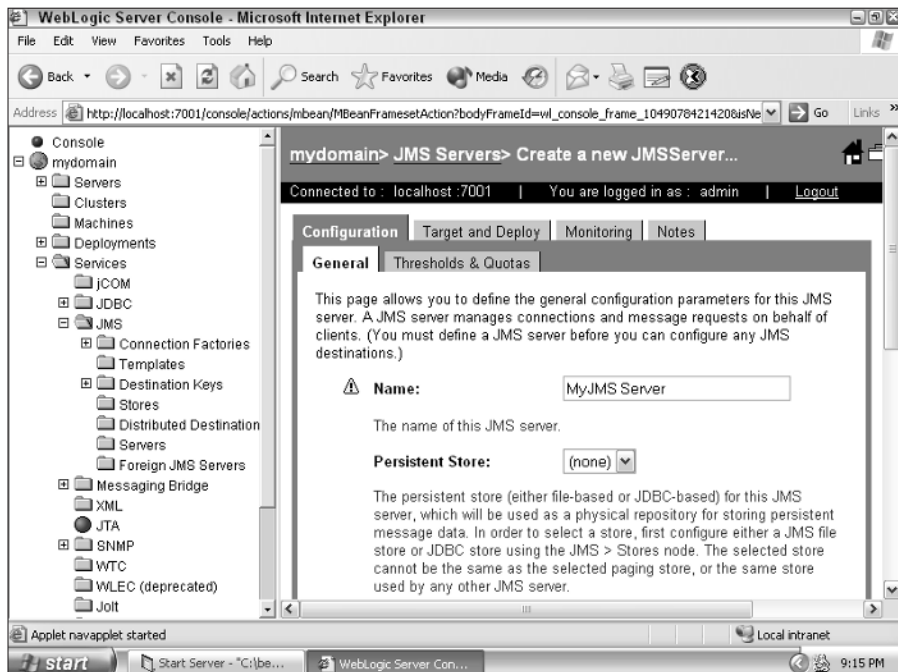 WebLogic Server Console - Microsoft Internet Explorer
File Edit View Favorites Tools Help
Back Search Favorites Media
Address http://localhost:7001/console/actions/mbean/MBeanFramesetAction?bodyFrameId=wl_console_frame_1049078421420&isNe Go Links »
Console
mydomain
Servers
Clusters
Machines
Deployments
Services
jCOM
JDBC
JMS
Connection Factories
Templates
Destination Keys
Stores
Distributed Destination
Servers
Foreign JMS Servers
Messaging Bridge
XML
JTA
SNMP
WTC
WLEC (deprecated)
Jolt
mydomain> JMS Servers> Create a new JMSServer...
Connected to : localhost :7001 | You are logged in as : admin | Logout
Configuration Target and Deploy Monitoring Notes
General Thresholds & Quotas
This page allows you to define the general configuration parameters for this JMS
server. A JMS server manages connections and message requests on behalf of
clients. (You must define a JMS server before you can configure any JMS
destinations.)
Name: MyJMS Server
The name of this JMS server.
Persistent Store: (none)
The persistent store (either file-based or JDBC-based) for this JMS
server, which will be used as a physical repository for storing persistent
message data. In order to select a store, first configure either a JMS file
store or JDBC store using the JMS > Stores node. The selected store
cannot be the same as the selected paging store, or the same store
used by any other JMS server.
Applet navapplet started Local intranet
start Start Server - "C:\be... WebLogic Server Con... 9:15 PM